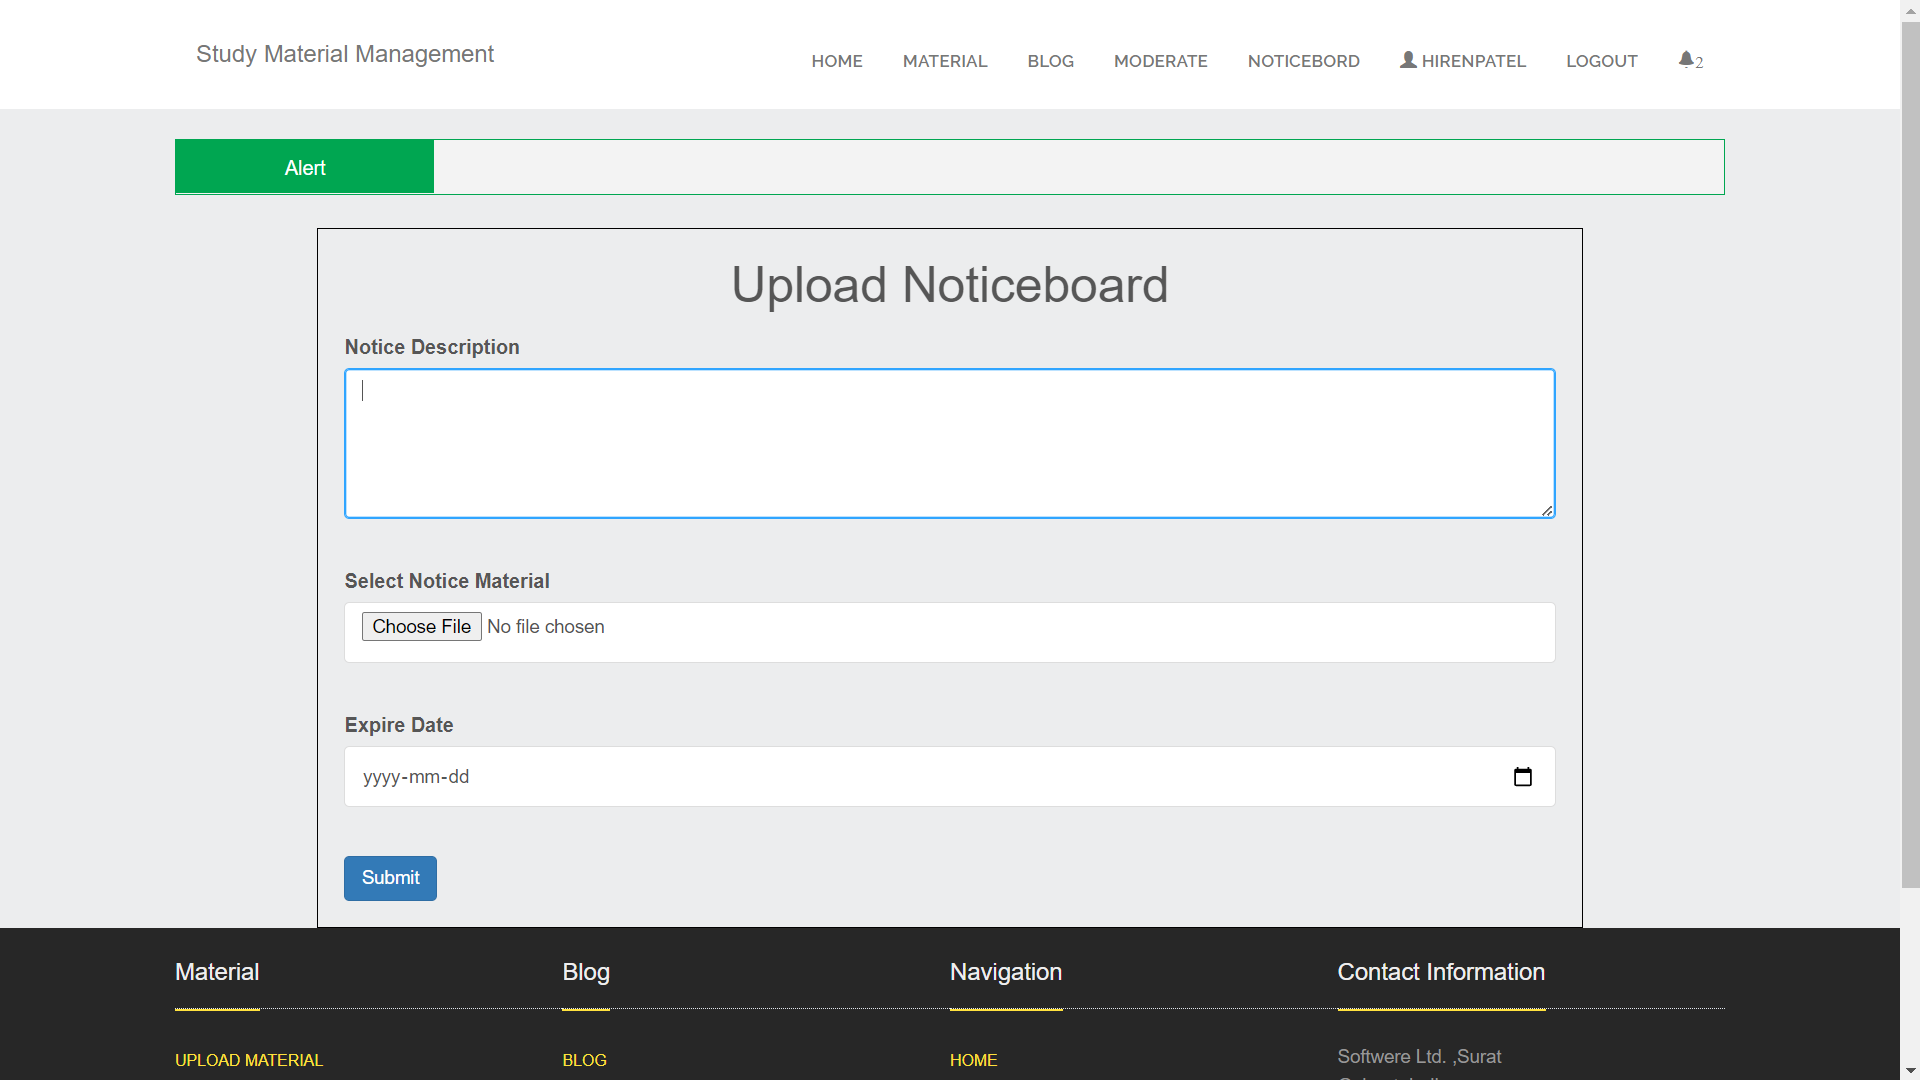 Study Material Management
HOME MATERIAL BLOG MODERATE NOTICEBORD HIRENPATEL LOGOUT 2
Alert
Upload Noticeboard
Notice Description
Select Notice Material
Choose File No file chosen
Expire Date
yyyy-mm-dd
Submit
Material Blog Navigation Contact Information
UPLOAD MATERIAL BLOG HOME Softwere Ltd. ,Surat